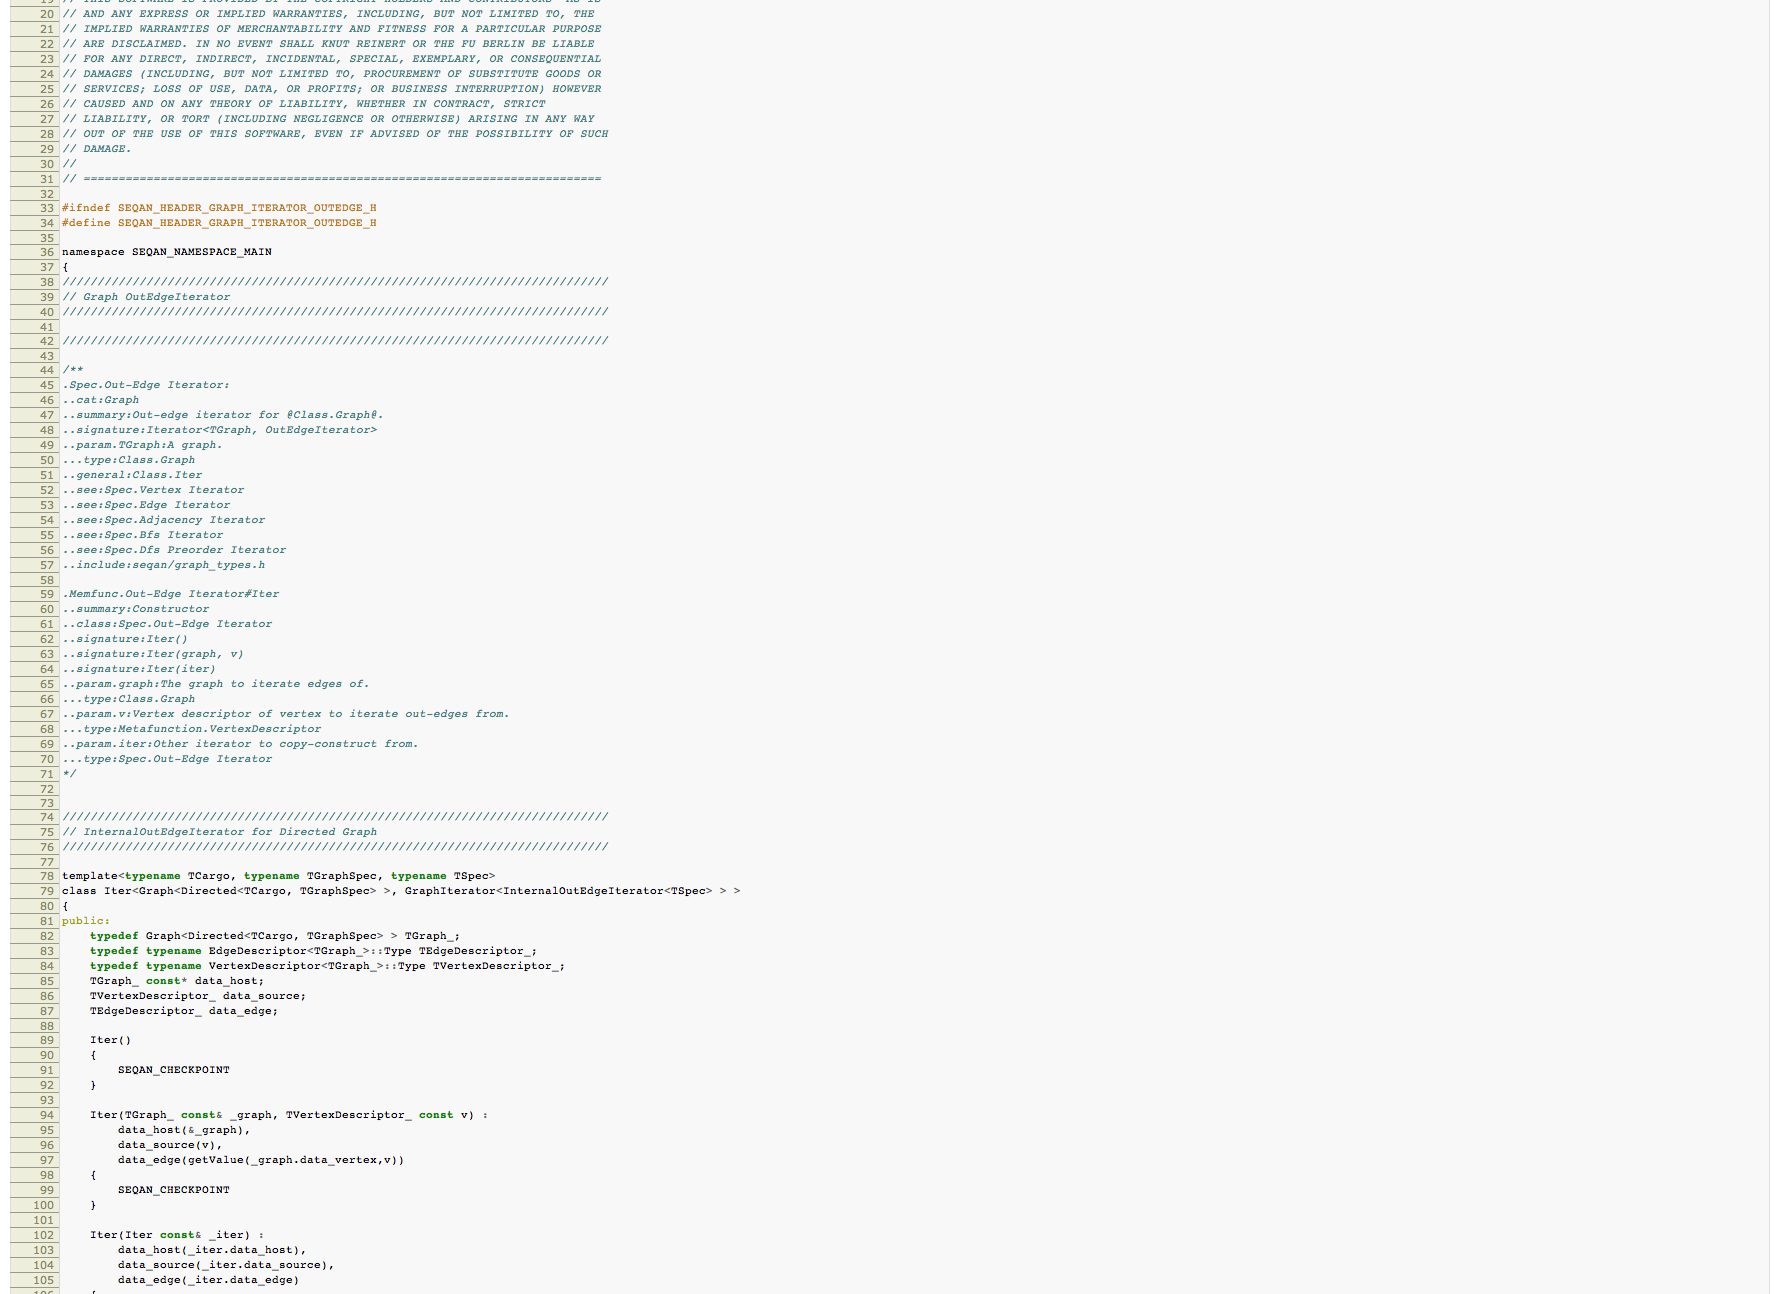 19 // THIS SOFTWARE IS PROVIDED BY THE COPYRIGHT HOLDERS AND CONTRIBUTORS "AS IS"
20 // AND ANY EXPRESS OR IMPLIED WARRANTIES, INCLUDING, BUT NOT LIMITED TO, THE
21 // IMPLIED WARRANTIES OF MERCHANTABILITY AND FITNESS FOR A PARTICULAR PURPOSE
22 // ARE DISCLAIMED. IN NO EVENT SHALL KNUT REINERT OR THE FU BERLIN BE LIABLE
23 // FOR ANY DIRECT, INDIRECT, INCIDENTAL, SPECIAL, EXEMPLARY, OR CONSEQUENTIAL
24 // DAMAGES (INCLUDING, BUT NOT LIMITED TO, PROCUREMENT OF SUBSTITUTE GOODS OR
25 // SERVICES; LOSS OF USE, DATA, OR PROFITS; OR BUSINESS INTERRUPTION) HOWEVER
26 // CAUSED AND ON ANY THEORY OF LIABILITY, WHETHER IN CONTRACT, STRICT
27 // LIABILITY, OR TORT (INCLUDING NEGLIGENCE OR OTHERWISE) ARISING IN ANY WAY
28 // OUT OF THE USE OF THIS SOFTWARE, EVEN IF ADVISED OF THE POSSIBILITY OF SUCH
29 // DAMAGE.
30 //
31 // ==========================================================================
32
33 #ifndef SEQAN_HEADER_GRAPH_ITERATOR_OUTEDGE_H
34 #define SEQAN_HEADER_GRAPH_ITERATOR_OUTEDGE_H
35
36 namespace SEQAN_NAMESPACE_MAIN
37 {
38 //////////////////////////////////////////////////////////////////////////////
39 // Graph OutEdgeIterator
40 //////////////////////////////////////////////////////////////////////////////
41
42 //////////////////////////////////////////////////////////////////////////////
43
44 /**
45 .Spec.Out-Edge Iterator:
46 ..cat:Graph
47 ..summary:Out-edge iterator for @Class.Graph@.
48 ..signature:Iterator<TGraph, OutEdgeIterator>
49 ..param.TGraph:A graph.
50 ...type:Class.Graph
51 ..general:Class.Iter
52 ..see:Spec.Vertex Iterator
53 ..see:Spec.Edge Iterator
54 ..see:Spec.Adjacency Iterator
55 ..see:Spec.Bfs Iterator
56 ..see:Spec.Dfs Preorder Iterator
57 ..include:seqan/graph_types.h
58
59 .Memfunc.Out-Edge Iterator#Iter
60 ..summary:Constructor
61 ..class:Spec.Out-Edge Iterator
62 ..signature:Iter()
63 ..signature:Iter(graph, v)
64 ..signature:Iter(iter)
65 ..param.graph:The graph to iterate edges of.
66 ...type:Class.Graph
67 ..param.v:Vertex descriptor of vertex to iterate out-edges from.
68 ...type:Metafunction.VertexDescriptor
69 ..param.iter:Other iterator to copy-construct from.
70 ...type:Spec.Out-Edge Iterator
71 */
72
73
74 //////////////////////////////////////////////////////////////////////////////
75 // InternalOutEdgeIterator for Directed Graph
76 //////////////////////////////////////////////////////////////////////////////
77
78 template<typename TCargo, typename TGraphSpec, typename TSpec>
79 class Iter<Graph<Directed<TCargo, TGraphSpec> >, GraphIterator<InternalOutEdgeIterator<TSpec> > >
80 {
81 public:
82     typedef Graph<Directed<TCargo, TGraphSpec> > TGraph_;
83     typedef typename EdgeDescriptor<TGraph_>::Type TEdgeDescriptor_;
84     typedef typename VertexDescriptor<TGraph_>::Type TVertexDescriptor_;
85     TGraph_ const* data_host;
86     TVertexDescriptor_ data_source;
87     TEdgeDescriptor_ data_edge;
88
89     Iter()
90     {
91         SEQAN_CHECKPOINT
92     }
93
94     Iter(TGraph_ const& _graph, TVertexDescriptor_ const v) :
95         data_host(&_graph),
96         data_source(v),
97         data_edge(getValue(_graph.data_vertex,v))
98     {
99         SEQAN_CHECKPOINT
100     }
101
102     Iter(Iter const& _iter) :
103         data_host(_iter.data_host),
104         data_source(_iter.data_source),
105         data_edge(_iter.data_edge)
106     {